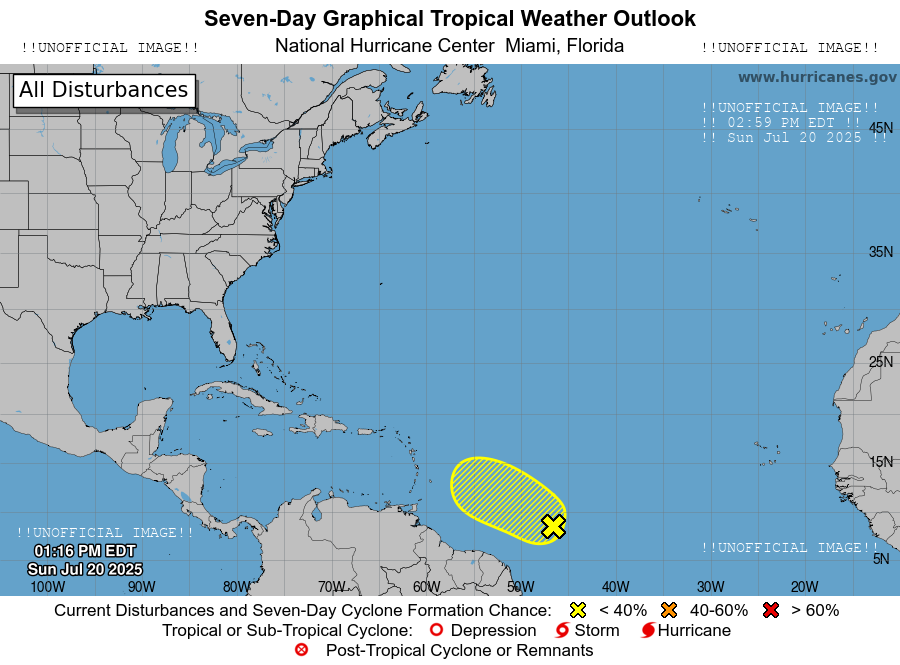 Seven-Day Graphical Tropical Weather Outlook
!!UNOFFICIAL IMAGE!! National Hurricane Center Miami, Florida !!UNOFFICIAL IMAGE!!
All Disturbances
www.hurricanes.gov
!!UNOFFICIAL IMAGE!!
!! 02:59 PM EDT !!
!! Sun Jul 20 2025 !!
45N
35N
25N
15N
!!UNOFFICIAL IMAGE!!
!!UNOFFICIAL IMAGE!!
01:16 PM EDT
5N
Sun Jul 20 2025
100W 90W 80W 70W 60W 50W 40W 30W 20W
Current Disturbances and Seven-Day Cyclone Formation Chance: < 40% 40-60% > 60%
Tropical or Sub-Tropical Cyclone: Depression Storm Hurricane
Post-Tropical Cyclone or Remnants